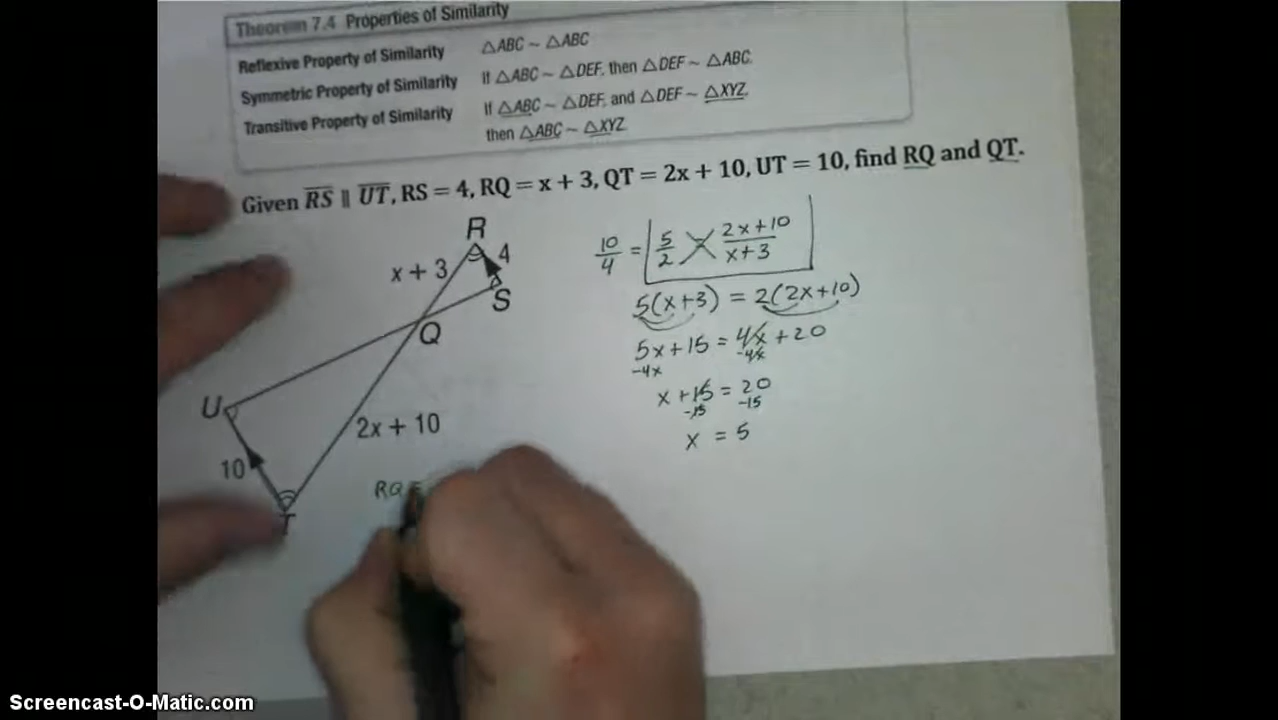 Theorem 7.4 Properties of Similarity
Reflexive Property of Similarity △ABC ~ △ABC
Symmetric Property of Similarity If △ABC ~ △DEF, then △DEF ~ △ABC.
Transitive Property of Similarity If △ABC ~ △DEF, and △DEF ~ △XYZ,
then △ABC ~ △XYZ.
Given RS ∥ UT, RS = 4, RQ = x + 3, QT = 2x + 10, UT = 10, find RQ and QT.
R
x + 3
4
S
Q
U
2x + 10
10
T
10/4 = 5/2 = 2x+10/x+3
5(x+3) = 2(2x+10)
5x+15 = 4x+20
-4x -4x
x+15 = 20
-15 -15
x = 5
RQ =
Screencast-O-Matic.com